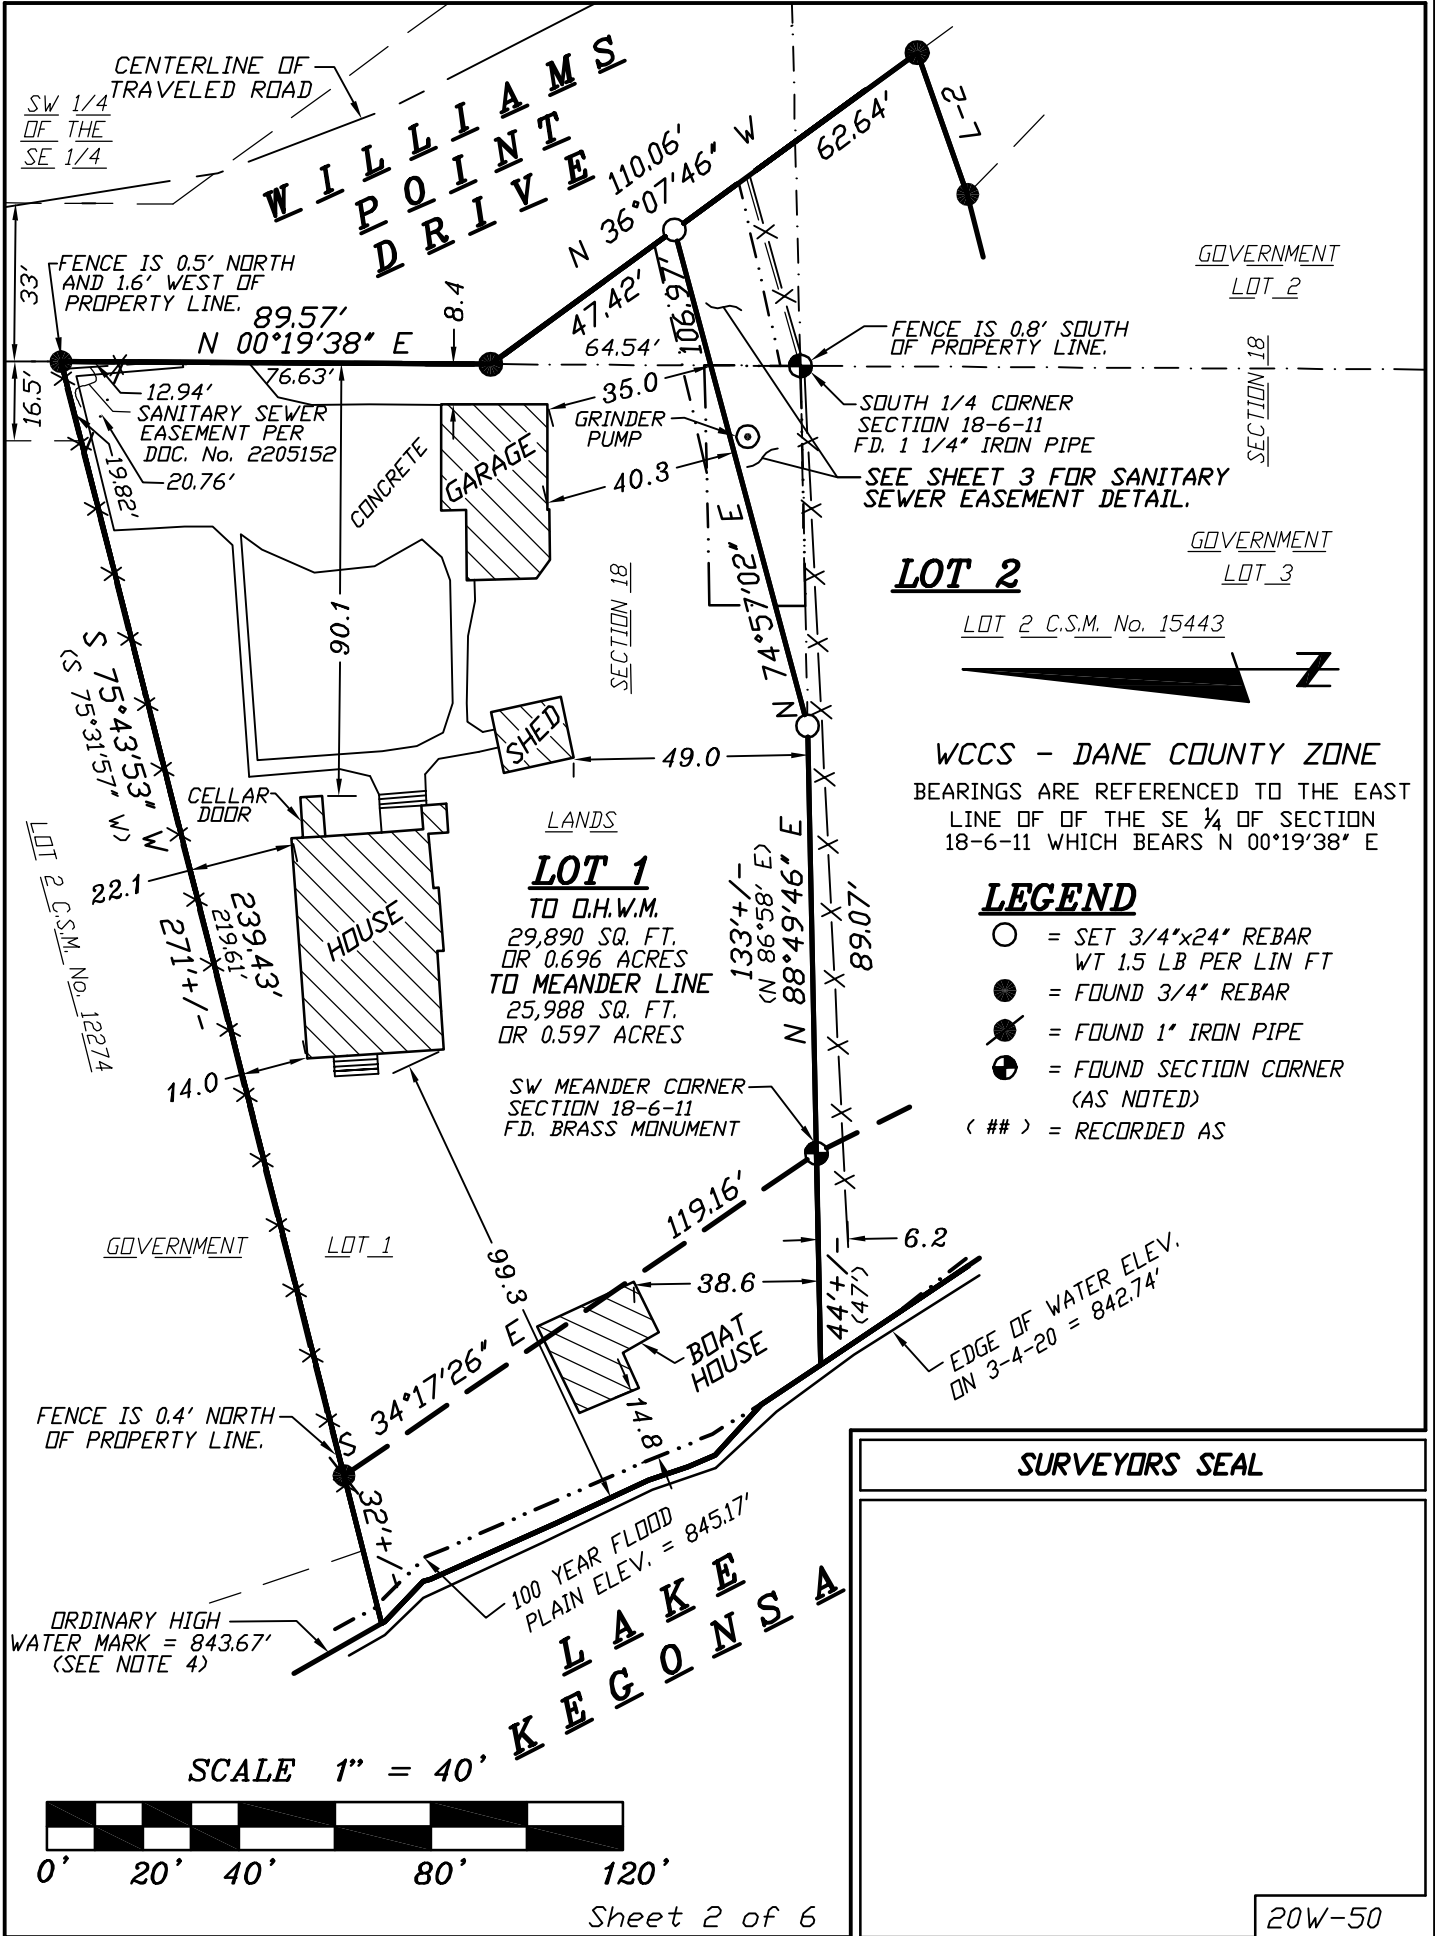 CENTERLINE OF
TRAVELED ROAD
SW 1/4
OF THE
SE 1/4
WILLIAMS
POINT
DRIVE
110.06'
N 36°07'46" W
62.64'
L-2
47.42'
33'
FENCE IS 0.5' NORTH
AND 1.6' WEST OF
PROPERTY LINE.
89.57'
N 00°19'38" E
8.4
64.54'
106.97'
GOVERNMENT
LOT 2
FENCE IS 0.8' SOUTH
OF PROPERTY LINE.
SECTION 18
16.5'
12.94'
76.63'
35.0
SANITARY SEWER
EASEMENT PER
DOC. No. 2205152
20.76'
19.82'
CONCRETE
GARAGE
GRINDER
PUMP
40.3
SOUTH 1/4 CORNER
SECTION 18-6-11
FD. 1 1/4" IRON PIPE
SEE SHEET 3 FOR SANITARY
SEWER EASEMENT DETAIL.
GOVERNMENT
LOT 3
LOT 2
LOT 2 C.S.M. No. 15443
Z
N 74°57'02" E
SECTION 18
90.1
S 75°43'53" W
(S 75°31'57" W)
SHED
49.0
WCCS - DANE COUNTY ZONE
BEARINGS ARE REFERENCED TO THE EAST
LINE OF OF THE SE 1/4 OF SECTION
18-6-11 WHICH BEARS N 00°19'38" E
CELLAR
DOOR
LANDS
LOT 1
TO O.H.W.M.
29,890 SQ. FT.
OR 0.696 ACRES
TO MEANDER LINE
25,988 SQ. FT.
OR 0.597 ACRES
LOT 2 C.S.M. No. 12274
22.1
239.43'
219.61'
271'+/-
HOUSE
14.0
133'+/-
(N 86°58' E)
N 88°49'46" E
89.07'
LEGEND
= SET 3/4"x24" REBAR
WT 1.5 LB PER LIN FT
= FOUND 3/4" REBAR
= FOUND 1" IRON PIPE
= FOUND SECTION CORNER
(AS NOTED)
( ## ) = RECORDED AS
SW MEANDER CORNER
SECTION 18-6-11
FD. BRASS MONUMENT
GOVERNMENT LOT 1
119.16'
99.3
38.6
6.2
44'+/-
(47')
BOAT
HOUSE
14.8
S 34°17'26" E
EDGE OF WATER ELEV.
ON 3-4-20 = 842.74'
FENCE IS 0.4' NORTH
OF PROPERTY LINE.
32'+/-
100 YEAR FLOOD
PLAIN ELEV. = 845.17'
ORDINARY HIGH
WATER MARK = 843.67'
(SEE NOTE 4)
LAKE
KEGONSA
SURVEYORS SEAL
SCALE 1" = 40'
0' 20' 40' 80' 120'
Sheet 2 of 6
20W-50